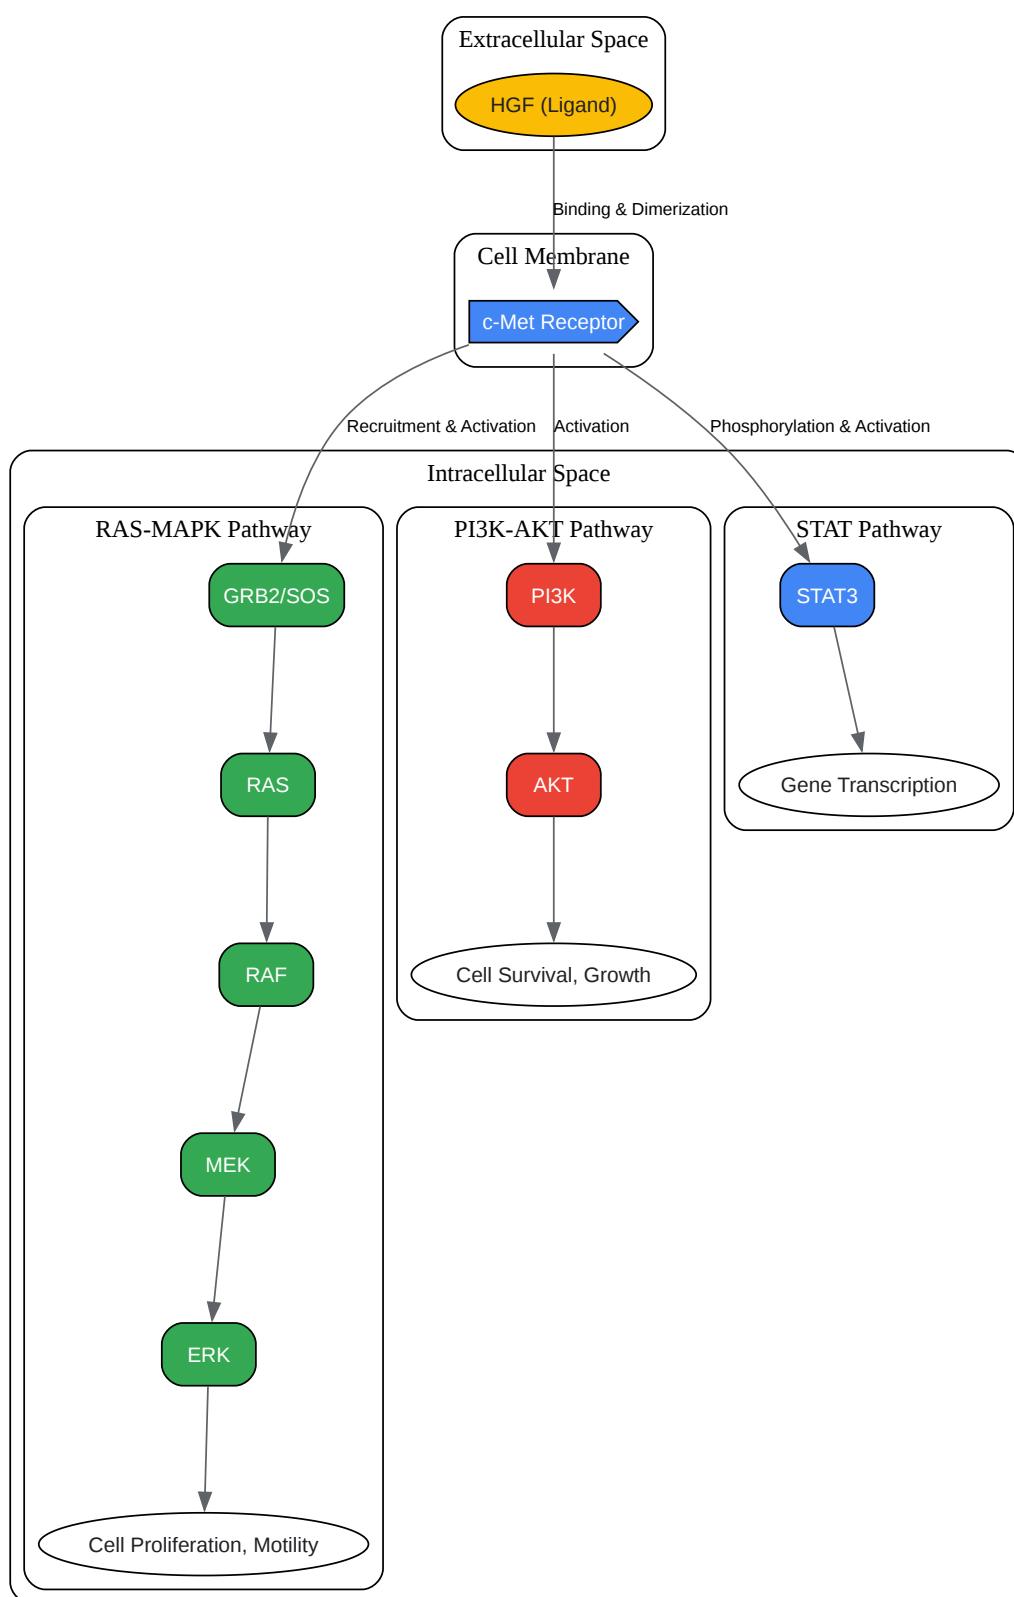 Extracellular Space
HGF (Ligand)
Binding & Dimerization
Cell Membrane
c-Met Receptor
Recruitment & Activation
Activation
Phosphorylation & Activation
Intracellular Space
RAS-MAPK Pathway
PI3K-AKT Pathway
STAT Pathway
GRB2/SOS
PI3K
STAT3
RAS
AKT
Gene Transcription
RAF
Cell Survival, Growth
MEK
ERK
Cell Proliferation, Motility